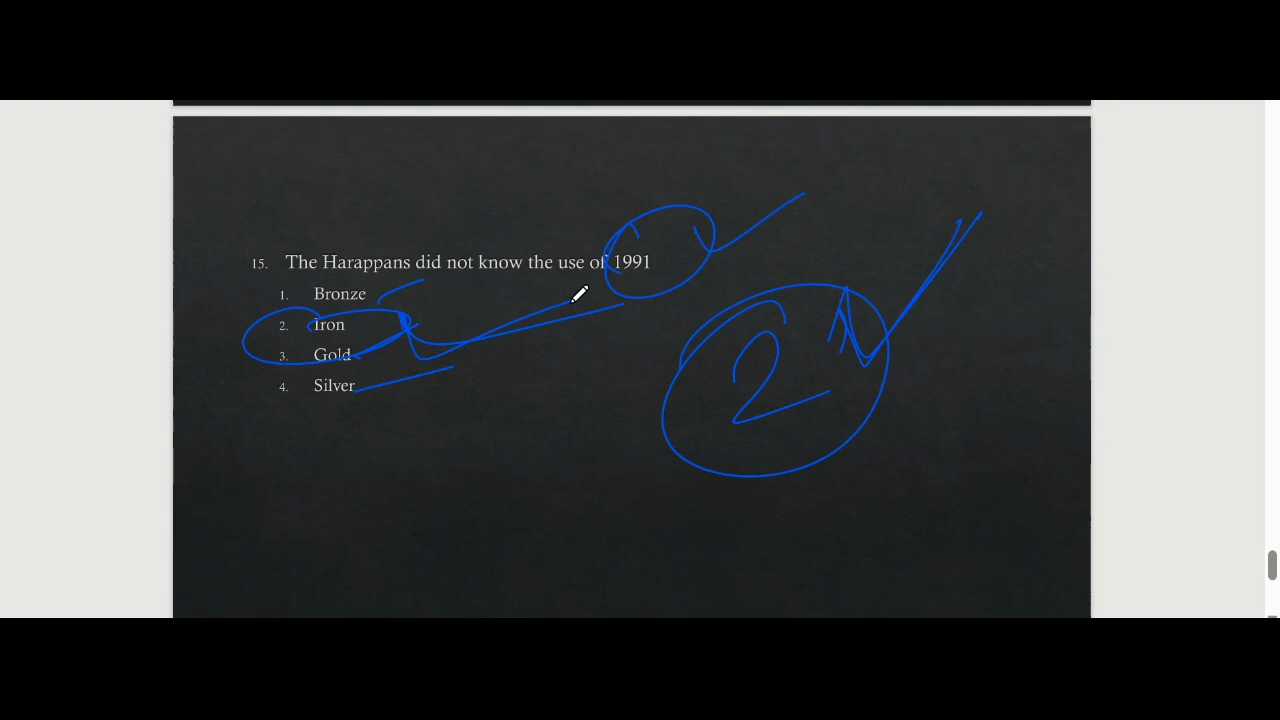 15. The Harappans did not know the use of 1991
1. Bronze
2. Iron
3. Gold
4. Silver
2